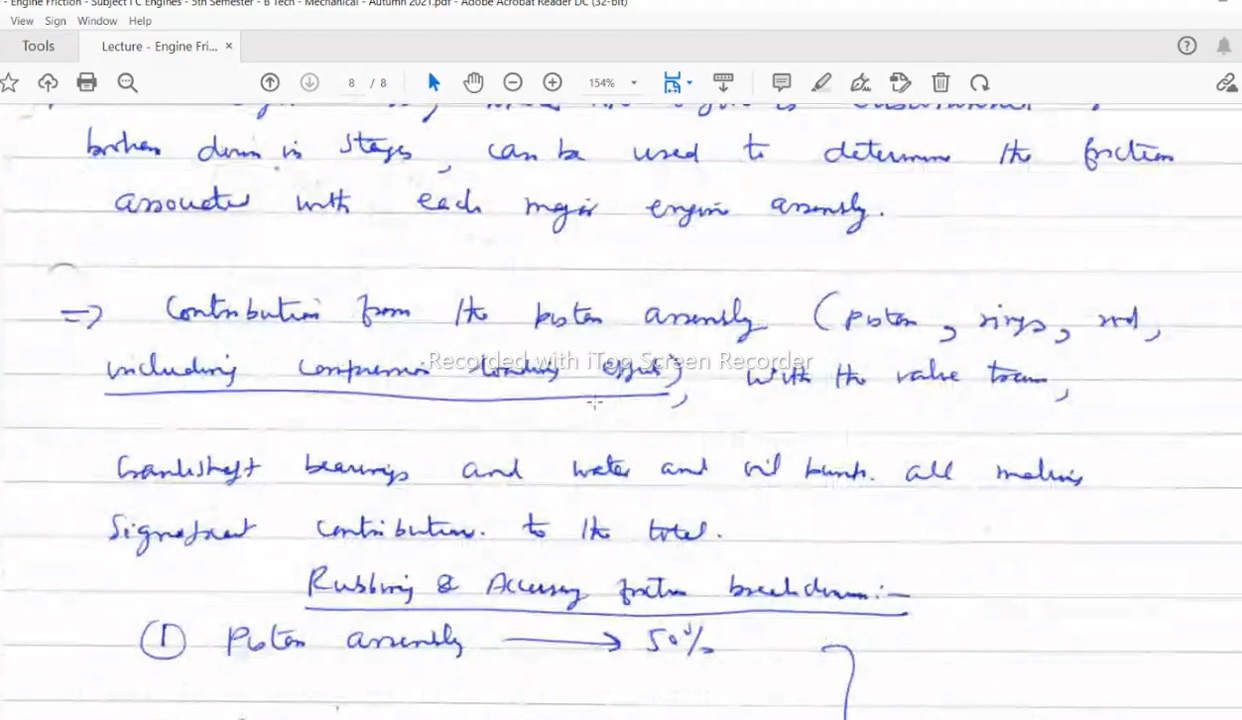 - Engine Friction - Subject I C Engines - 5th Semester - B Tech - Mechanical - Autumn 2021.pdf - Adobe Acrobat Reader DC (32-bit)
View Sign Window Help
Tools Lecture - Engine Fri... ×
8 / 8 154%
broken down in stages, can be used to determine the friction
associated with each major engine assembly.
=> Contribution from the piston assembly (piston, rings, rod,
including compression loading effects), with the valve train,
Recorded with iTop Screen Recorder
Crankshaft bearings and water and oil pump. all making
Significant contribution. to the total.
Rubbing & Accessory friction breakdown:-
① Piston assembly → 50%